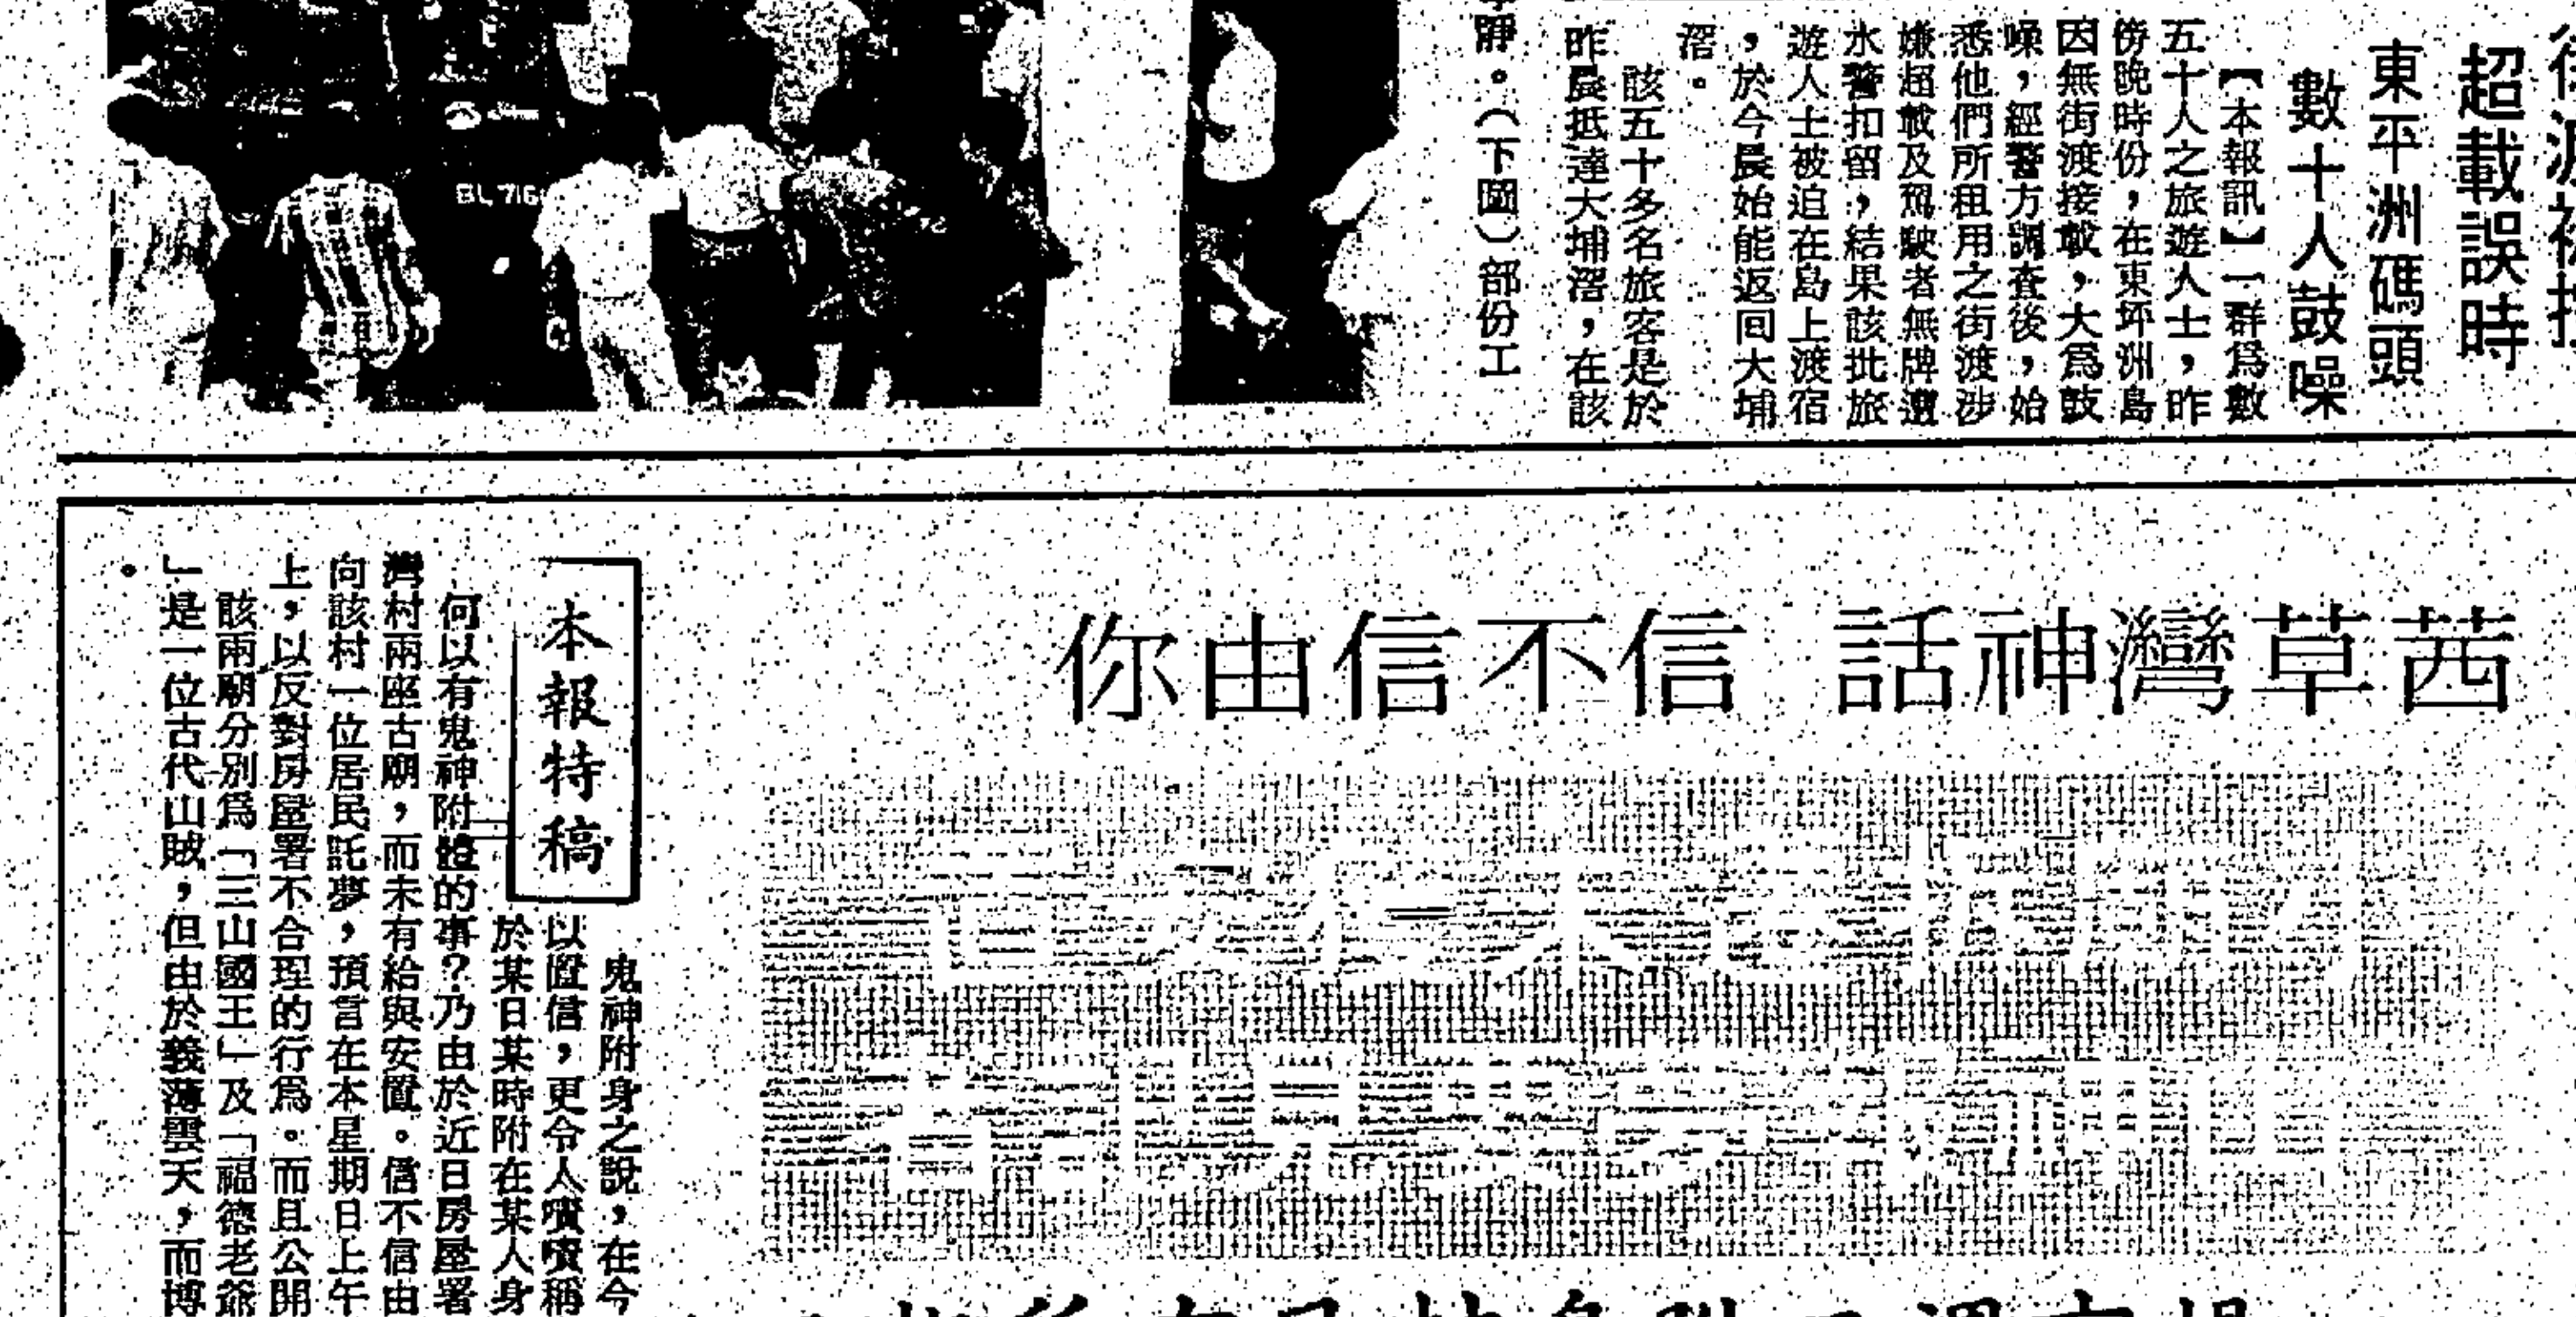 超載誤時
東平洲碼頭
數十人鼓噪
【本報訊】一群爲數
五十人之旅遊人士，昨
傍晚時份，在東坪洲島
因無街渡接載，大爲鼓
噪，經警方調查後，始
悉他們所租用之街渡涉
嫌超載及駕駛者無牌遭
水警扣留，結果該批旅
遊人士被迫在島上渡宿
，於今晨始能返回大埔
滘。
該五十多名旅客是於
昨晨抵達大埔滘，在該
靜。（下圖）部份工
BL 716
茜草灣神話 信不信由你
本報特稿
鬼神附身之說，在今
以置信，更令人嘖嘖稱
於某日某時附在某人身
何以有鬼神附體的事？乃由於近日房屋署
灣村兩座古廟，而未有給與安置。信不信由
向該村一位居民託夢，預言在本星期日上午
上，以反對房屋署不合理的行爲。而且公開
該兩廟分別爲「三山國王」及「福德老爺
」是一位古代山賊，但由於義薄雲天，而博
。